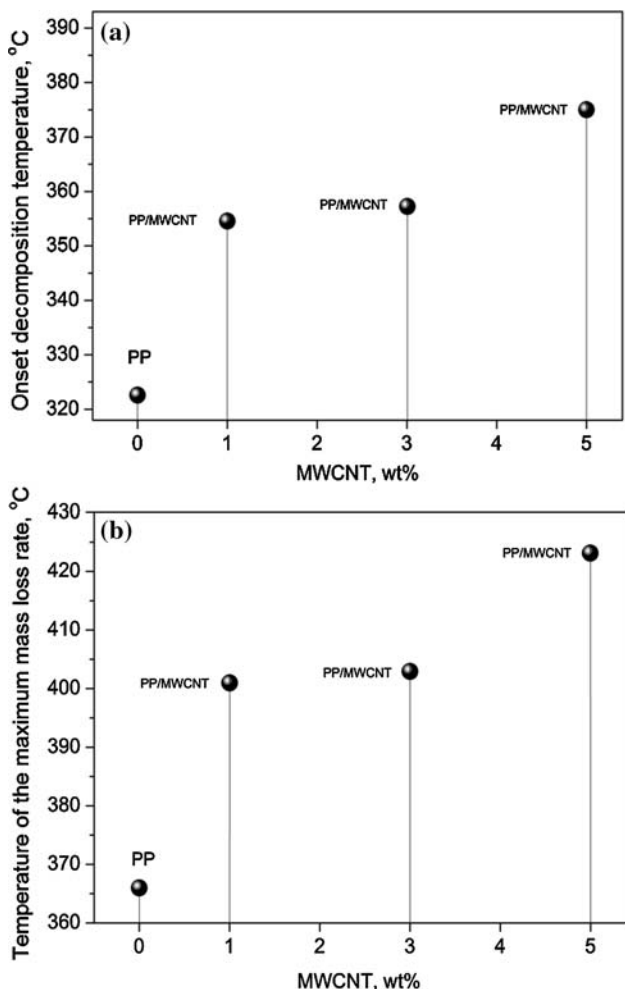 (a)
Onset decomposition temperature, °C
390
380
370
360
350
340
330
320
PP
PP/MWCNT
PP/MWCNT
PP/MWCNT
0 1 2 3 4 5
MWCNT, wt%
(b)
Temperature of the maximum mass loss rate, °C
430
420
410
400
390
380
370
360
PP
PP/MWCNT
PP/MWCNT
PP/MWCNT
0 1 2 3 4 5
MWCNT, wt%